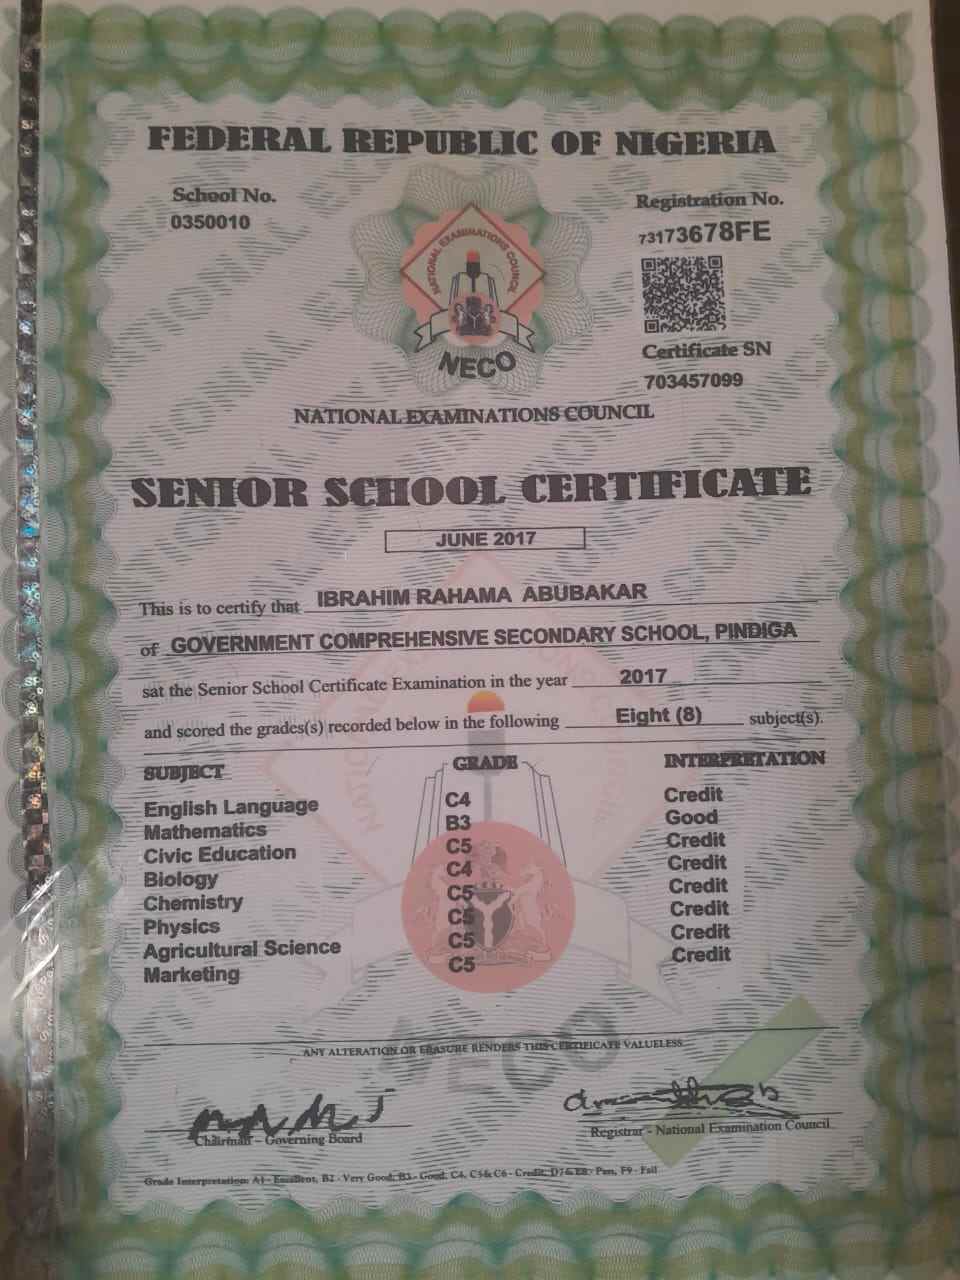 FEDERAL REPUBLIC OF NIGERIA
School No.
0350010
Registration No.
73173678FE
NATIONAL EXAMINATIONS COUNCIL
NECO
Certificate SN
703457099
NATIONAL EXAMINATIONS COUNCIL
SENIOR SCHOOL CERTIFICATE
JUNE 2017
This is to certify that IBRAHIM RAHAMA ABUBAKAR
of GOVERNMENT COMPREHENSIVE SECONDARY SCHOOL, PINDIGA
sat the Senior School Certificate Examination in the year 2017
and scored the grades(s) recorded below in the following Eight (8) subject(s).
SUBJECT GRADE INTERPRETATION
English Language C4 Credit
Mathematics B3 Good
Civic Education C5 Credit
Biology C4 Credit
Chemistry C5 Credit
Physics C5 Credit
Agricultural Science C5 Credit
Marketing C5 Credit
NECO
ANY ALTERATION OR ERASURE RENDERS THIS CERTIFICATE VALUELESS
Chairman - Governing Board
Registrar - National Examination Council
Grade Interpretation: A1 - Excellent, B2 - Very Good, B3 - Good, C4, C5 & C6 - Credit, D7 & E8 - Pass, F9 - Fail